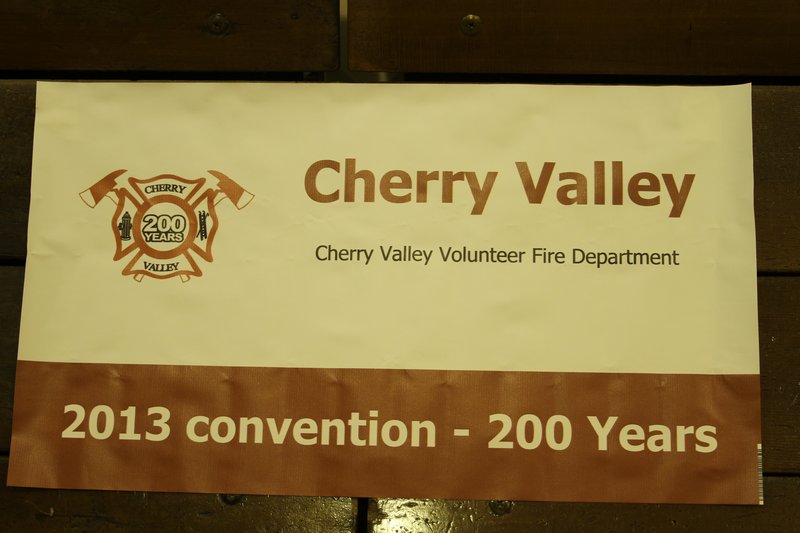 CHERRY
200
YEARS
VALLEY
Cherry Valley
Cherry Valley Volunteer Fire Department
2013 convention - 200 Years